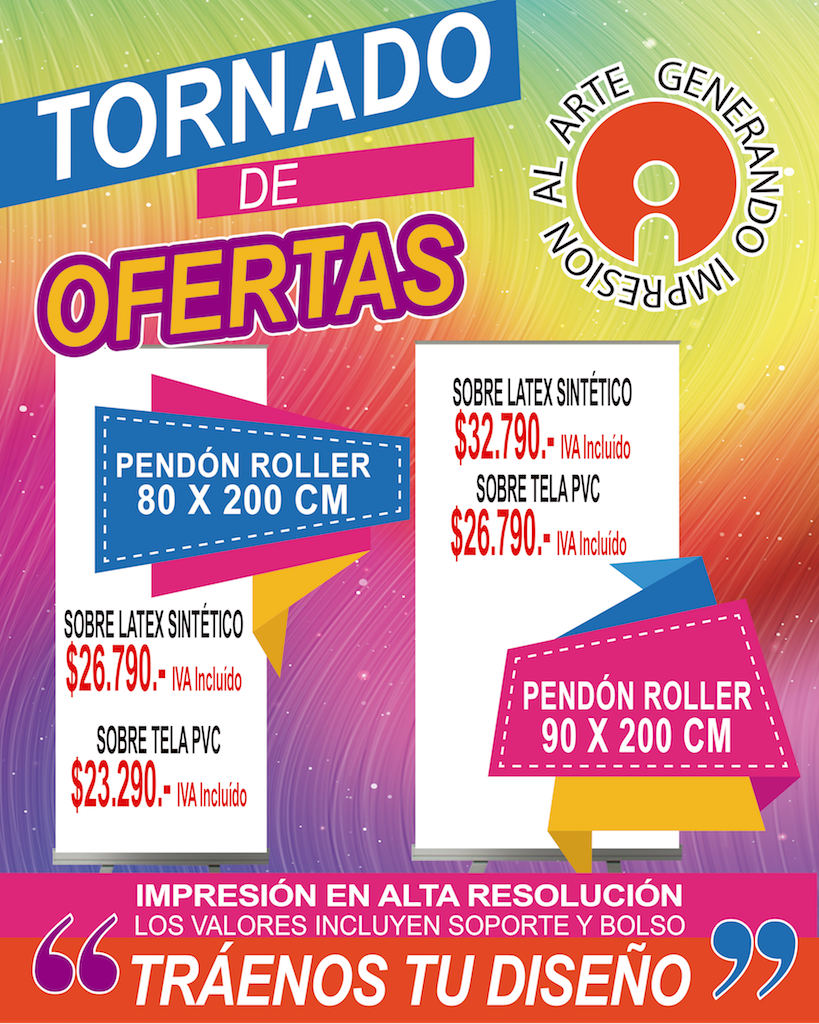 TORNADO
DE
OFERTAS
GENERANDO IMPRESION AL ARTE
PENDÓN ROLLER
80 X 200 CM
SOBRE LATEX SINTÉTICO
$26.790.- IVA Incluído
SOBRE TELA PVC
$23.290.- IVA Incluído
SOBRE LATEX SINTÉTICO
$32.790.- IVA Incluído
SOBRE TELA PVC
$26.790.- IVA Incluído
PENDÓN ROLLER
90 X 200 CM
IMPRESIÓN EN ALTA RESOLUCIÓN
LOS VALORES INCLUYEN SOPORTE Y BOLSO
“TRÁENOS TU DISEÑO”